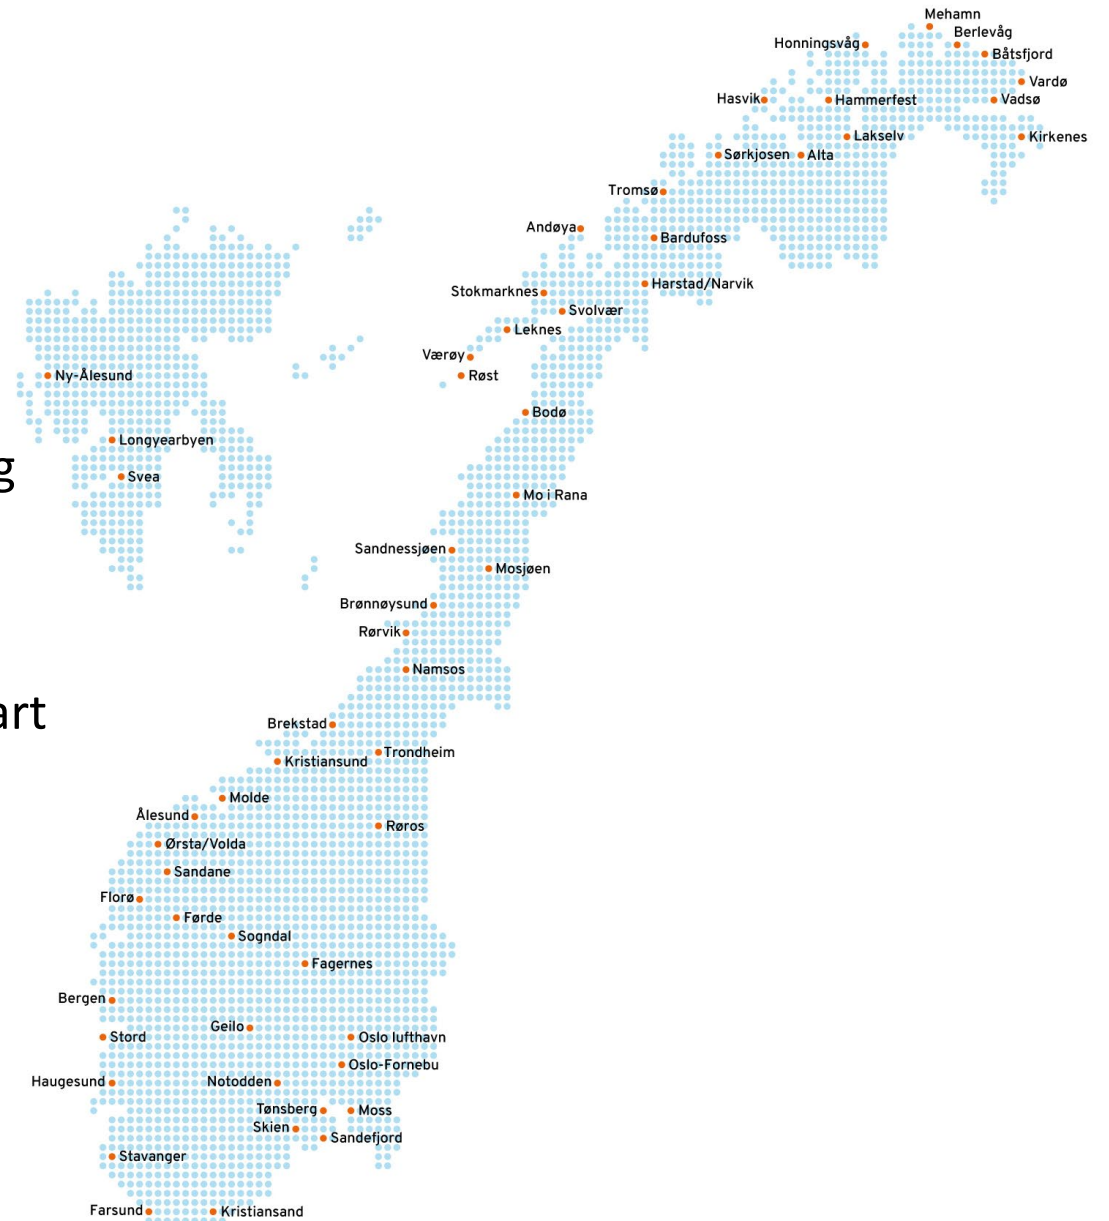 Mehamn
Berlevåg
Honningsvåg
Båtsfjord
Vardø
Hasvik
Hammerfest
Vadsø
Lakselv
Kirkenes
Sørkjosen
Alta
Tromsø
Andøya
Bardufoss
Harstad/Narvik
Stokmarknes
Svolvær
Leknes
Værøy
Røst
Ny-Ålesund
Bodø
Longyearbyen
g
Svea
Mo i Rana
Sandnessjøen
Mosjøen
Brønnøysund
Rørvik
Namsos
art
Brekstad
Trondheim
Kristiansund
Molde
Ålesund
Røros
Ørsta/Volda
Sandane
Florø
Førde
Sogndal
Fagernes
Bergen
Geilo
Stord
Oslo lufthavn
Oslo-Fornebu
Haugesund
Notodden
Tønsberg
Moss
Skien
Sandefjord
Stavanger
Farsund
Kristiansand